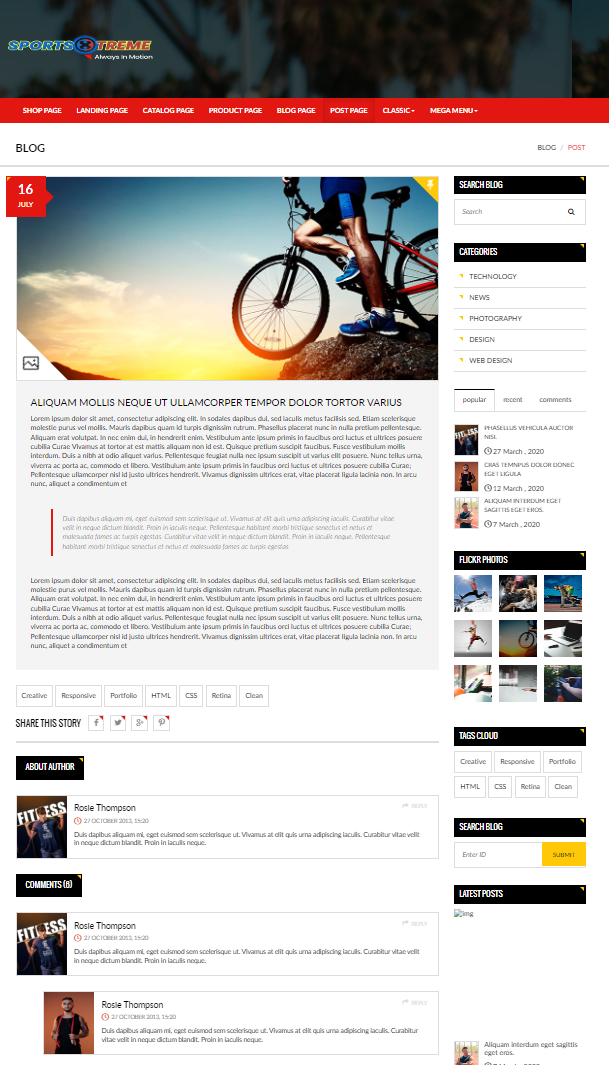 SPORTS XTREME
Always in Motion
SHOP PAGE LANDING PAGE CATALOG PAGE PRODUCT PAGE BLOG PAGE POST PAGE CLASSIC MEGA MENU
BLOG
BLOG / POST
16
JULY
ALIQUAM MOLLIS NEQUE UT ULLAMCORPER TEMPOR DOLOR TORTOR VARIUS
Lorem ipsum dolor sit amet, consectetur adipiscing elit. In sodales dapibus dui, sed iaculis metus facilisis sed. Etiam scelerisque
molestie purus vel mollis. Mauris dapibus quam id turpis dignissim rutrum. Phasellus placerat nunc in nulla pretium pellentesque.
Aliquam erat volutpat. In nec enim dui, in hendrerit enim. Vestibulum ante ipsum primis in faucibus orci luctus et ultrices posuere
cubilia Curae Vivamus at tortor at est mattis aliquam non id est. Quisque pretium suscipit faucibus. Fusce vestibulum mollis
interdum. Duis a nibh at odio aliquet varius. Pellentesque feugiat nulla nec ipsum suscipit ut varius elit posuere. Nunc tellus urna,
viverra ac porta ac, commodo et libero. Vestibulum ante ipsum primis in faucibus orci luctus et ultrices posuere cubilia Curae;
Pellentesque ullamcorper nisl id justo ultrices hendrerit. Vivamus dignissim ultrices erat, vitae placerat ligula lacinia non. In arcu
nunc, aliquet a condimentum et
Duis dapibus aliquam mi, eget euismod sem scelerisque ut. Vivamus at elit quis urna adipiscing iaculis. Curabitur vitae
velit in neque dictum blandit. Proin in iaculis neque. Pellentesque habitant morbi tristique senectus et netus et
malesuada fames ac turpis egestas. Curabitur vitae velit in neque dictum blandit. Proin in iaculis neque. Pellentesque
habitant morbi tristique senectus et netus et malesuada fames ac turpis egestas
Lorem ipsum dolor sit amet, consectetur adipiscing elit. In sodales dapibus dui, sed iaculis metus facilisis sed. Etiam scelerisque
molestie purus vel mollis. Mauris dapibus quam id turpis dignissim rutrum. Phasellus placerat nunc in nulla pretium pellentesque.
Aliquam erat volutpat. In nec enim dui, in hendrerit enim. Vestibulum ante ipsum primis in faucibus orci luctus et ultrices posuere
cubilia Curae Vivamus at tortor at est mattis aliquam non id est. Quisque pretium suscipit faucibus. Fusce vestibulum mollis
interdum. Duis a nibh at odio aliquet varius. Pellentesque feugiat nulla nec ipsum suscipit ut varius elit posuere. Nunc tellus urna,
viverra ac porta ac, commodo et libero. Vestibulum ante ipsum primis in faucibus orci luctus et ultrices posuere cubilia Curae;
Pellentesque ullamcorper nisl id justo ultrices hendrerit. Vivamus dignissim ultrices erat, vitae placerat ligula lacinia non. In arcu
nunc, aliquet a condimentum et
Creative Responsive Portfolio HTML CSS Retina Clean
SHARE THIS STORY
ABOUT AUTHOR
FITNESS
Rosie Thompson
REPLY
27 OCTOBER 2013, 15:20
Duis dapibus aliquam mi, eget euismod sem scelerisque ut. Vivamus at elit quis urna adipiscing iaculis. Curabitur vitae velit
in neque dictum blandit. Proin in iaculis neque.
COMMENTS (6)
FITNESS
Rosie Thompson
REPLY
27 OCTOBER 2013, 15:20
Duis dapibus aliquam mi, eget euismod sem scelerisque ut. Vivamus at elit quis urna adipiscing iaculis. Curabitur vitae velit
in neque dictum blandit. Proin in iaculis neque.
Rosie Thompson
REPLY
27 OCTOBER 2013, 15:20
Duis dapibus aliquam mi, eget euismod sem scelerisque ut. Vivamus at elit quis urna adipiscing iaculis. Curabitur
vitae velit in neque dictum blandit. Proin in iaculis neque.
SEARCH BLOG
Search
CATEGORIES
TECHNOLOGY
NEWS
PHOTOGRAPHY
DESIGN
WEB DESIGN
popular recent comments
PHASELLUS VEHICULA AUCTOR
NISI.
27 March , 2020
CRAS TEMNPUS DOLOR DONEC
EGET LIGULA
12 March , 2020
ALIQUAM INTERDUM EGET
SAGITTIS EGET EROS.
7 March , 2020
FLICKR PHOTOS
TAGS CLOUD
Creative Responsive Portfolio
HTML CSS Retina Clean
SEARCH BLOG
Enter ID SUBMIT
LATEST POSTS
img
Aliquam interdum eget sagittis
eget eros.